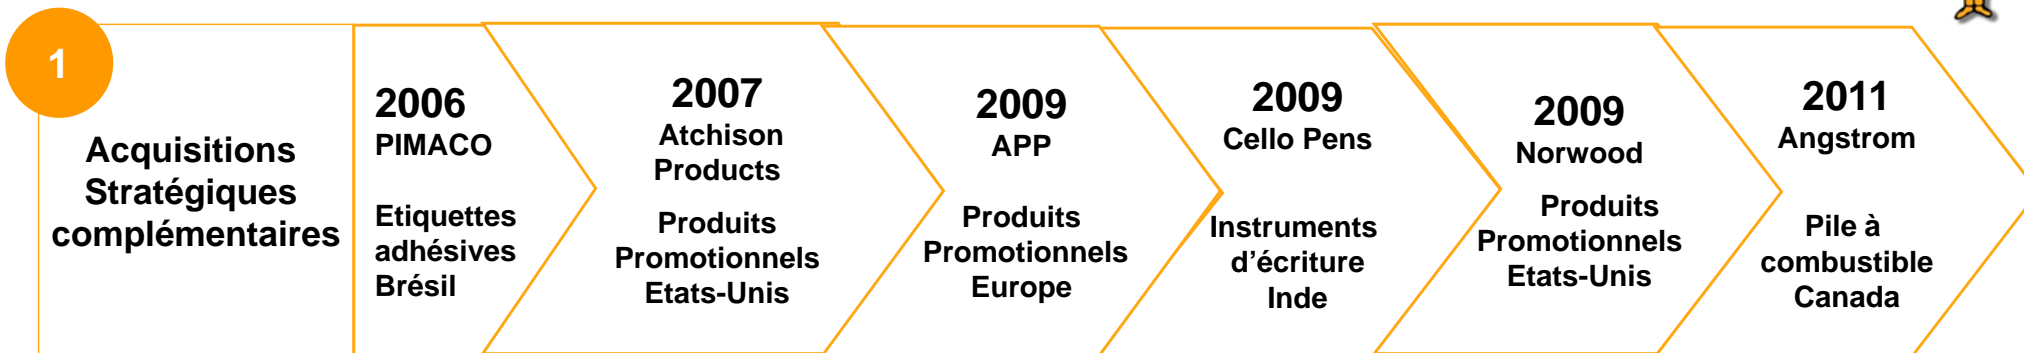 1
Acquisitions
Stratégiques
complémentaires
2006
PIMACO
Etiquettes
adhésives
Brésil
2007
Atchison
Products
Produits
Promotionnels
Etats-Unis
2009
APP
Produits
Promotionnels
Europe
2009
Cello Pens
Instruments
d’écriture
Inde
2009
Norwood
Produits
Promotionnels
Etats-Unis
2011
Angstrom
Pile à
combustible
Canada